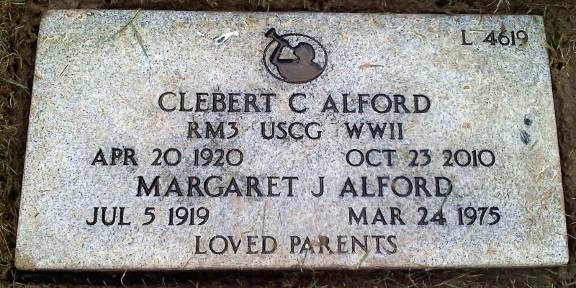 L 4619
CLEBERT C ALFORD
RM3 USCG WWII
APR 20 1920 OCT 23 2010
MARGARET J ALFORD
JUL 5 1919 MAR 24 1975
LOVED PARENTS